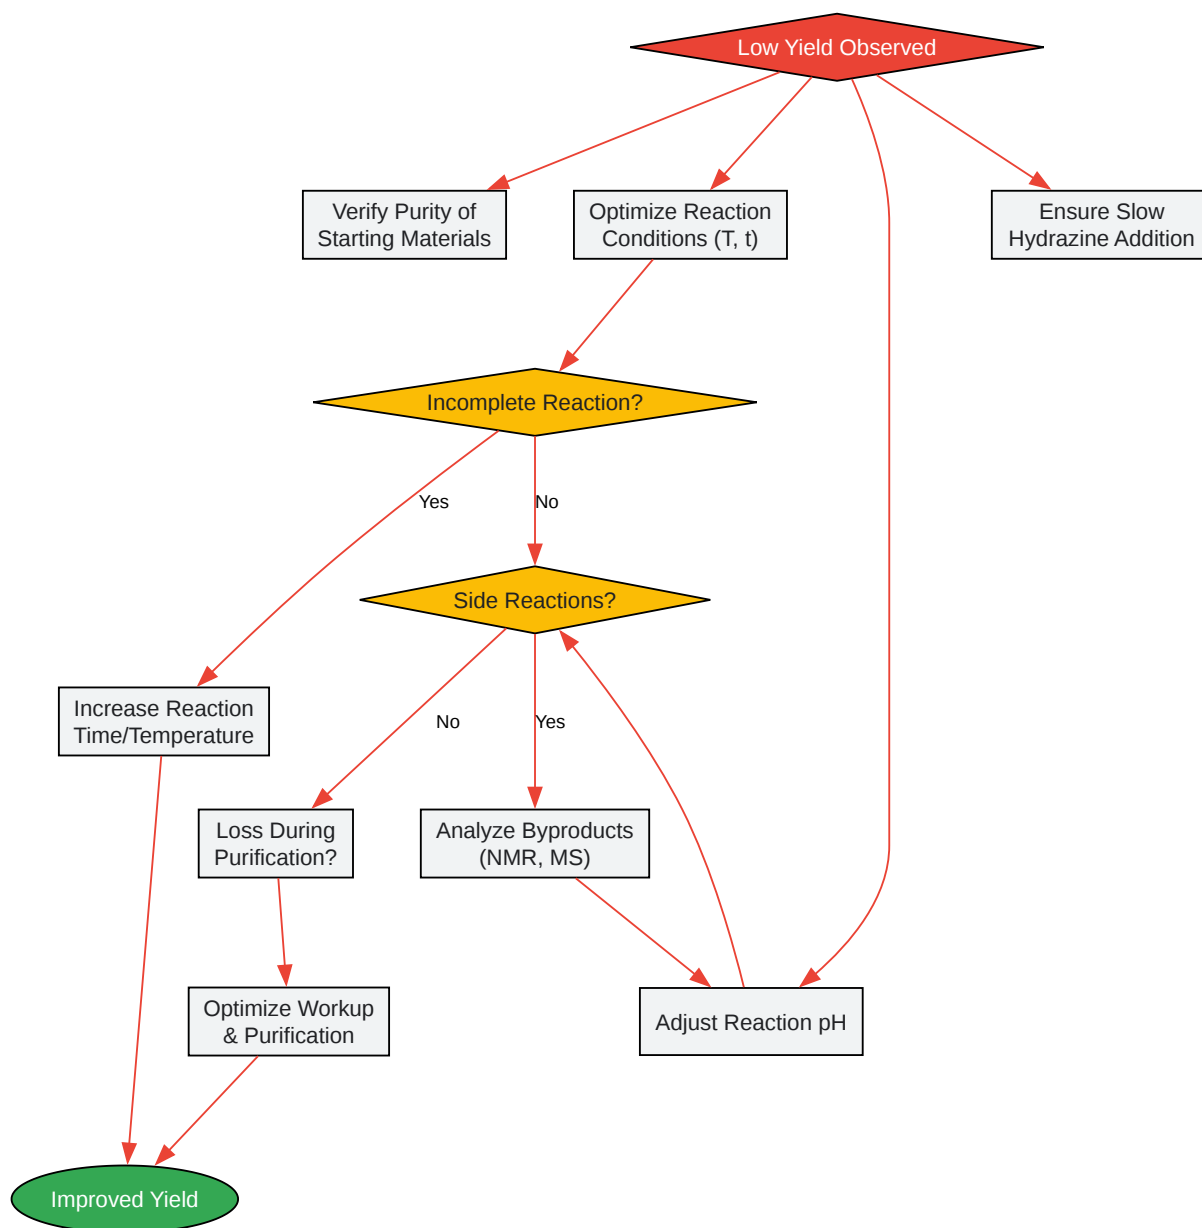 Low Yield Observed
Verify Purity of
Starting Materials
Optimize Reaction
Conditions (T, t)
Ensure Slow
Hydrazine Addition
Incomplete Reaction?
Yes
No
Side Reactions?
Increase Reaction
Time/Temperature
No
Yes
Loss During
Purification?
Analyze Byproducts
(NMR, MS)
Optimize Workup
& Purification
Adjust Reaction pH
Improved Yield